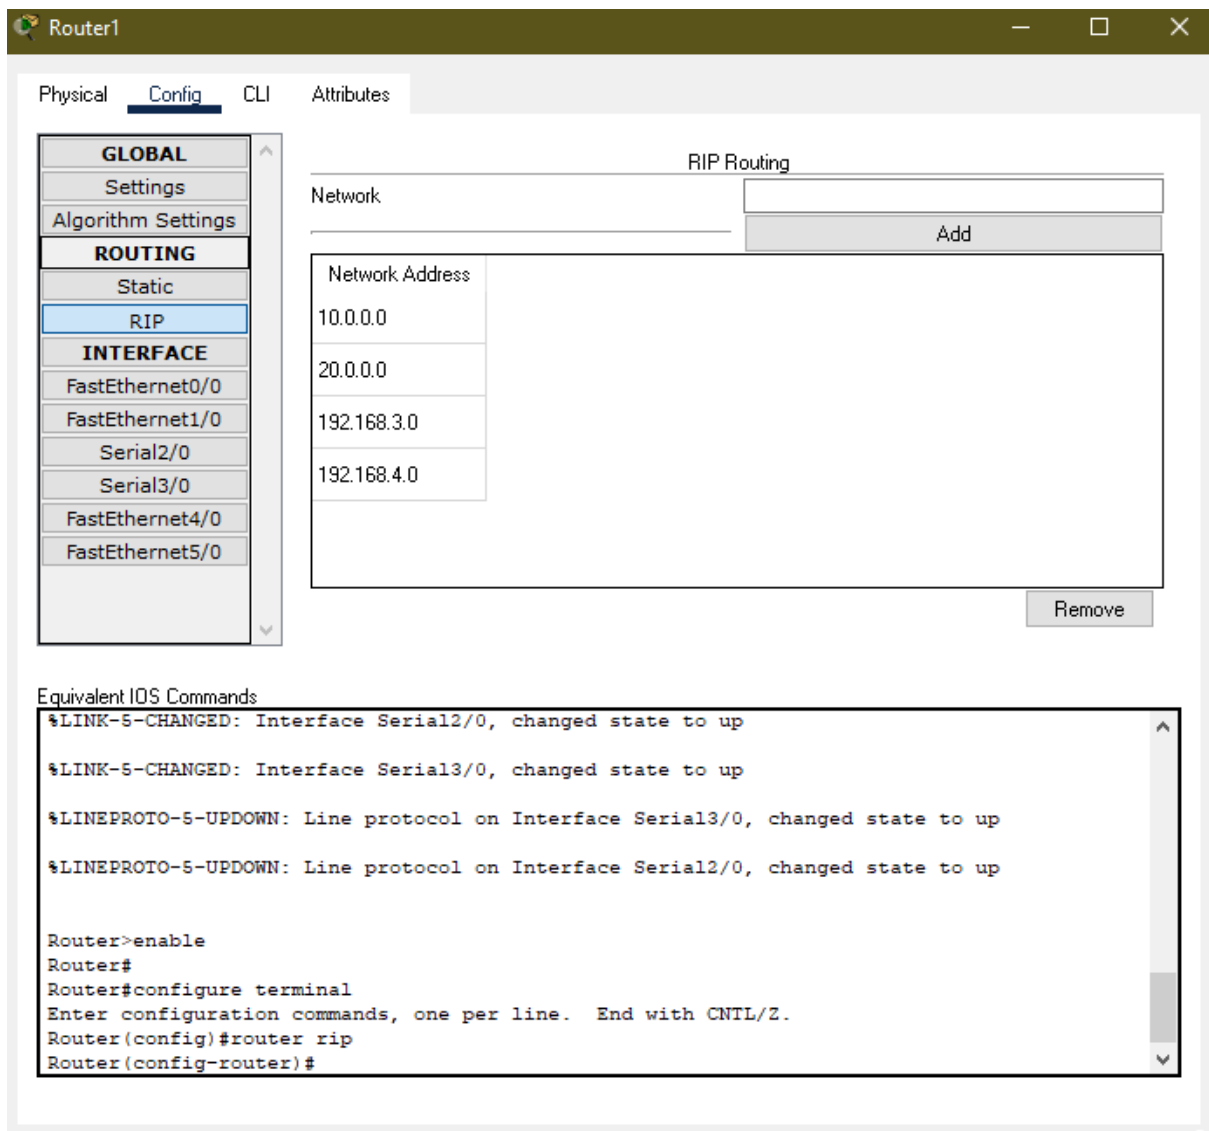 Router1
Physical Config CLI Attributes
GLOBAL
Settings
Algorithm Settings
ROUTING
Static
RIP
INTERFACE
FastEthernet0/0
FastEthernet1/0
Serial2/0
Serial3/0
FastEthernet4/0
FastEthernet5/0
RIP Routing
Network
Add
Network Address
10.0.0.0
20.0.0.0
192.168.3.0
192.168.4.0
Remove
Equivalent IOS Commands
%LINK-5-CHANGED: Interface Serial2/0, changed state to up
%LINK-5-CHANGED: Interface Serial3/0, changed state to up
%LINEPROTO-5-UPDOWN: Line protocol on Interface Serial3/0, changed state to up
%LINEPROTO-5-UPDOWN: Line protocol on Interface Serial2/0, changed state to up
Router>enable
Router#
Router#configure terminal
Enter configuration commands, one per line.  End with CNTL/Z.
Router(config)#router rip
Router(config-router)#